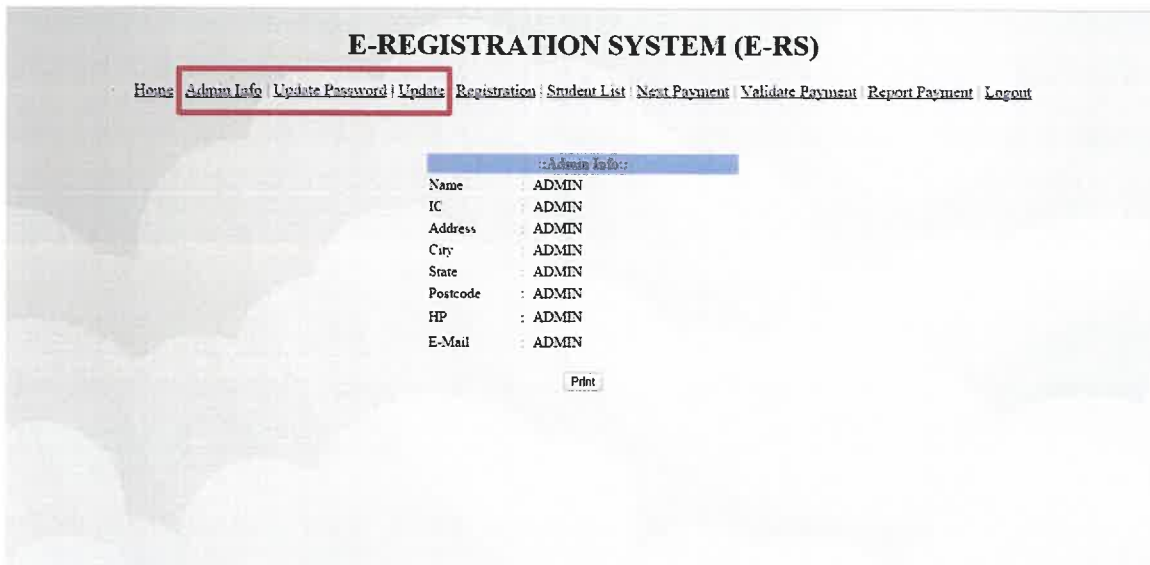 E-REGISTRATION SYSTEM (E-RS)
Home | Admin Info | Update Password | Update | Registration | Student List | Next Payment | Validate Payment | Report Payment | Logout
::Admin Info::
Name : ADMIN
IC : ADMIN
Address : ADMIN
City : ADMIN
State : ADMIN
Postcode : ADMIN
HP : ADMIN
E-Mail : ADMIN
Print